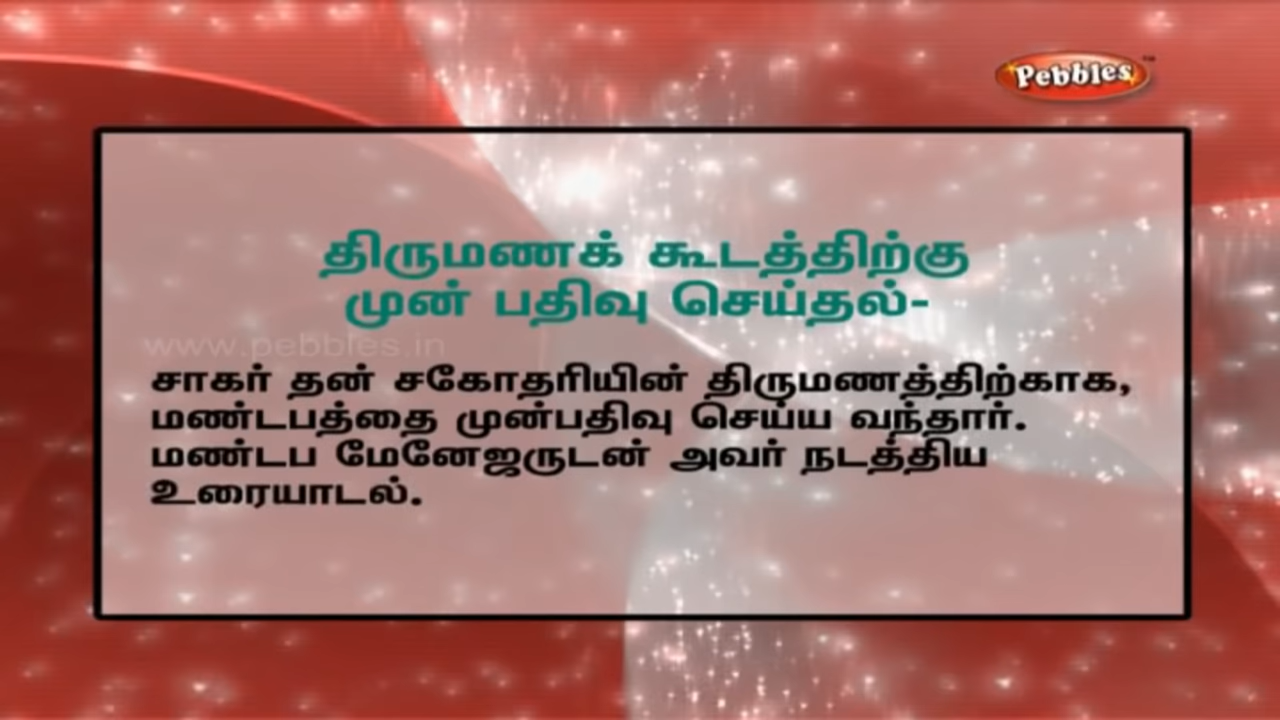 Pebbles™
திருமணக் கூடத்திற்கு
முன் பதிவு செய்தல்-
www.pebbles.in
சாகர் தன் சகோதரியின் திருமணத்திற்காக,
மண்டபத்தை முன்பதிவு செய்ய வந்தார்.
மண்டப மேனேஜருடன் அவர் நடத்திய
உரையாடல்.